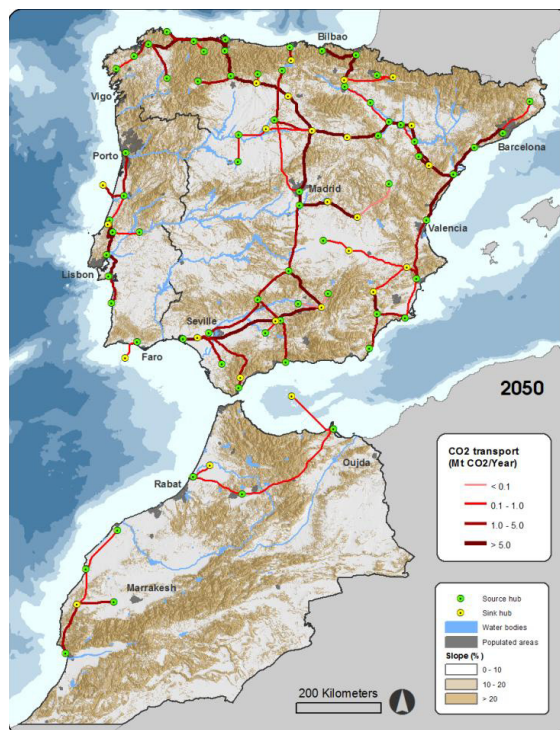 Bilbao
Vigo
Porto
Barcelona
Madrid
Valencia
Lisbon
Seville
Faro
2050
CO2 transport
(Mt CO2/Year)
< 0.1
0.1 - 1.0
1.0 - 5.0
> 5.0
Oujda
Rabat
Marrakesh
Source hub
Sink hub
Water bodies
Populated areas
Slope (%)
0 - 10
10 - 20
> 20
200 Kilometers